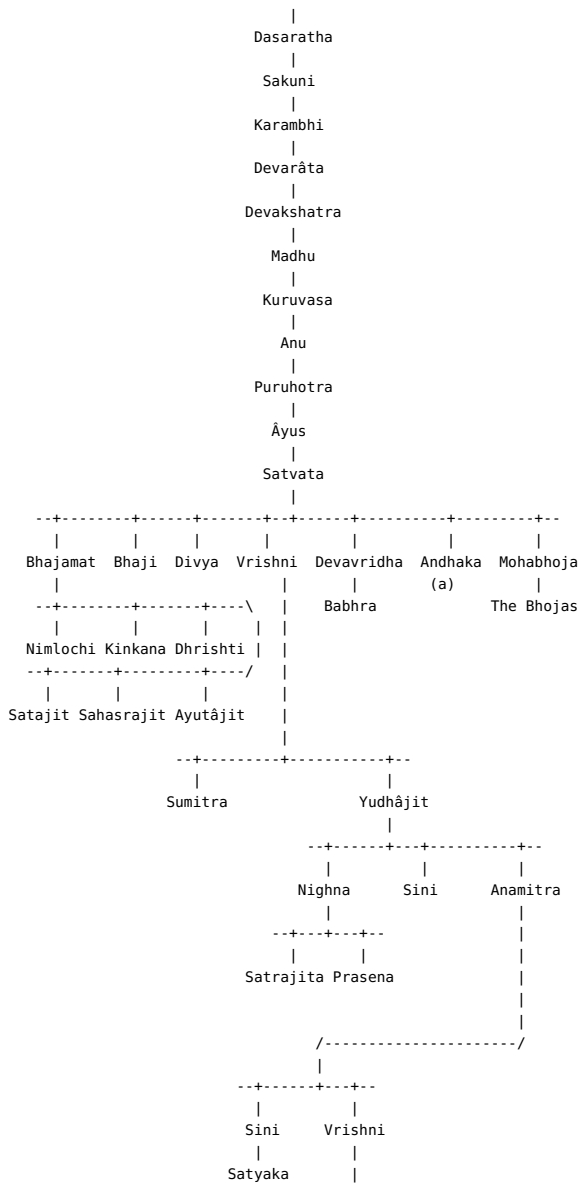 Dasaratha
Sakuni
Karambhi
Devarâta
Devakshatra
Madhu
Kuruvasa
Anu
Puruhotra
Âyus
Satvata
Bhajamat Bhaji Divya Vrishni Devavridha Andhaka Mohabhoja
(a)
Babhra The Bhojas
Nimlochi Kinkana Dhrishti
Satajit Sahasrajit Ayutâjit
Sumitra Yudhâjit
Nighna Sini Anamitra
Satrajita Prasena
Sini Vrishni
Satyaka